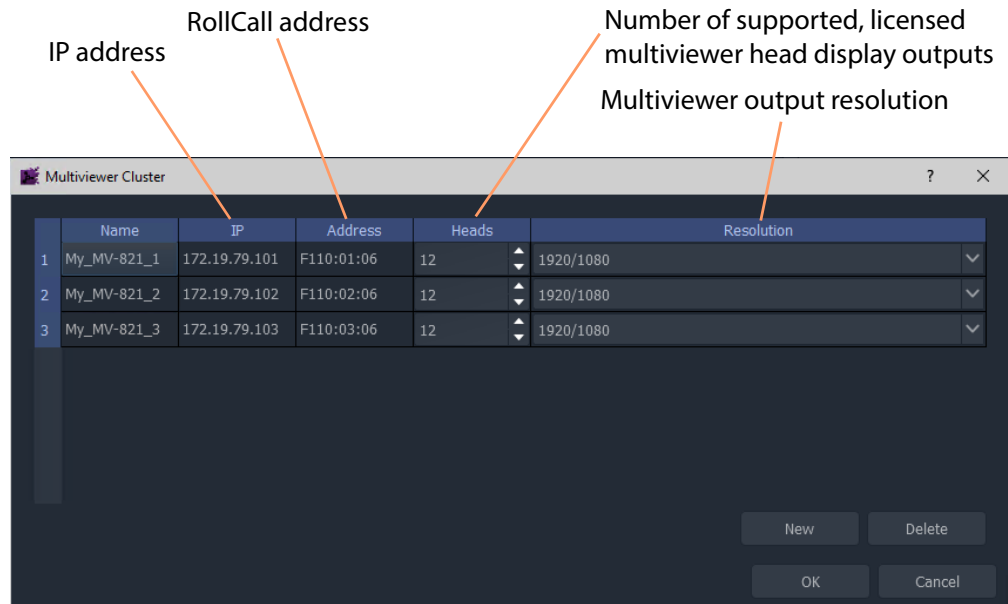 RollCall address
Number of supported, licensed
multiviewer head display outputs
IP address
Multiviewer output resolution
Multiviewer Cluster ? ×
Name IP Address Heads Resolution
1 My_MV-821_1 172.19.79.101 F110:01:06 12 1920/1080
2 My_MV-821_2 172.19.79.102 F110:02:06 12 1920/1080
3 My_MV-821_3 172.19.79.103 F110:03:06 12 1920/1080
New Delete
OK Cancel